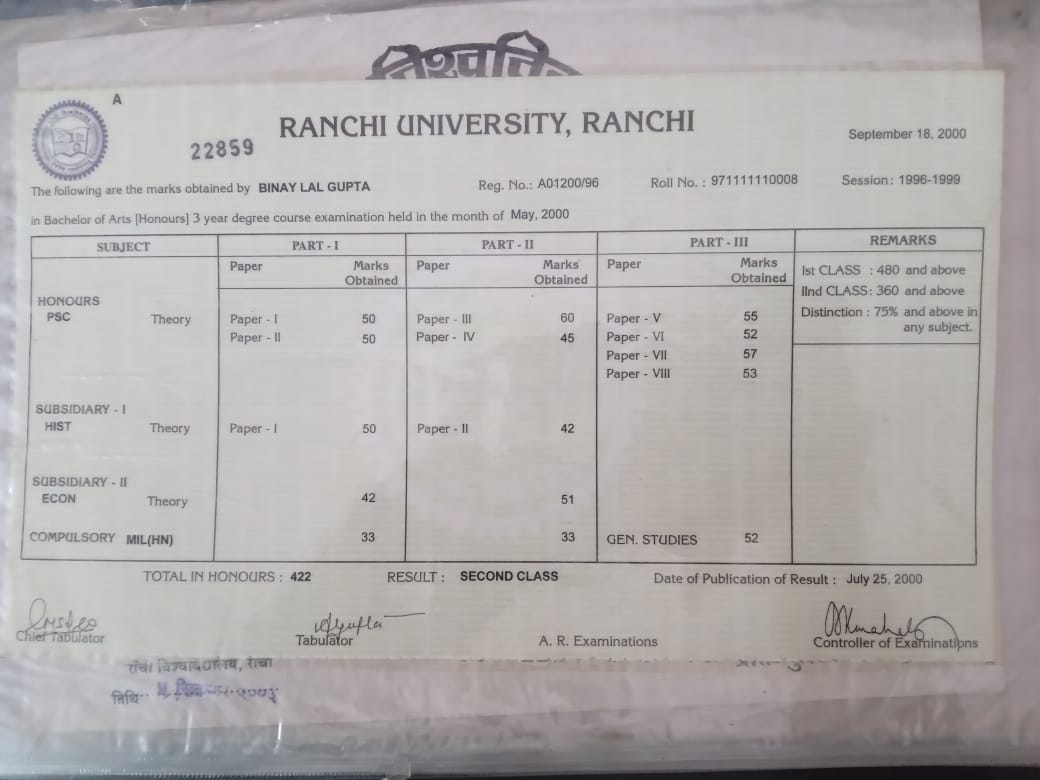 विश्ववि
A
RANCHI UNIVERSITY, RANCHI
22859
September 18, 2000
The following are the marks obtained by BINAY LAL GUPTA Reg. No.: A01200/96 Roll No. : 971111110008 Session : 1996-1999
in Bachelor of Arts [Honours] 3 year degree course examination held in the month of May, 2000
SUBJECT PART - I PART - II PART - III REMARKS
Paper Marks Obtained Paper Marks Obtained Paper Marks Obtained
Ist CLASS : 480 and above
IInd CLASS: 360 and above
Distinction : 75% and above in
any subject.
HONOURS
PSC Theory Paper - I 50 Paper - III 60 Paper - V 55
Paper - II 50 Paper - IV 45 Paper - VI 52
Paper - VII 57
Paper - VIII 53
SUBSIDIARY - I
HIST Theory Paper - I 50 Paper - II 42
SUBSIDIARY - II
ECON Theory 42 51
COMPULSORY MIL(HN) 33 33 GEN. STUDIES 52
TOTAL IN HONOURS : 422 RESULT : SECOND CLASS Date of Publication of Result : July 25, 2000
Chief Tabulator Tabulator A. R. Examinations Controller of Examinations
रांची विश्वविद्यालय, रांची
तिथि